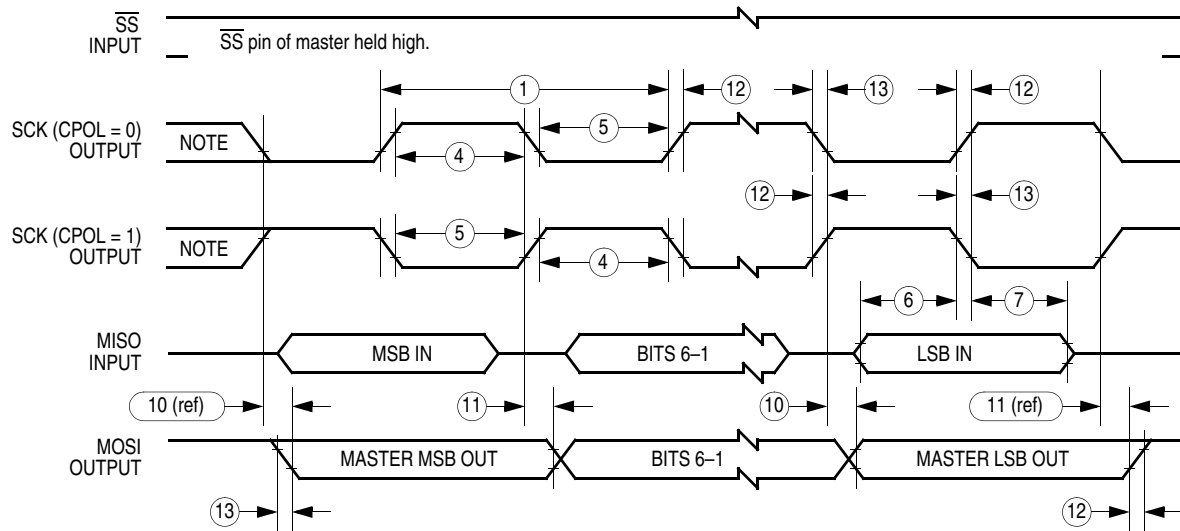 SS
INPUT
SS pin of master held high.
1
12
13
12
SCK (CPOL = 0)
OUTPUT
NOTE
5
4
12
13
SCK (CPOL = 1)
OUTPUT
NOTE
5
4
6
7
MISO
INPUT
MSB IN
BITS 6–1
LSB IN
10 (ref)
11
10
11 (ref)
MOSI
OUTPUT
MASTER MSB OUT
BITS 6–1
MASTER LSB OUT
13
12